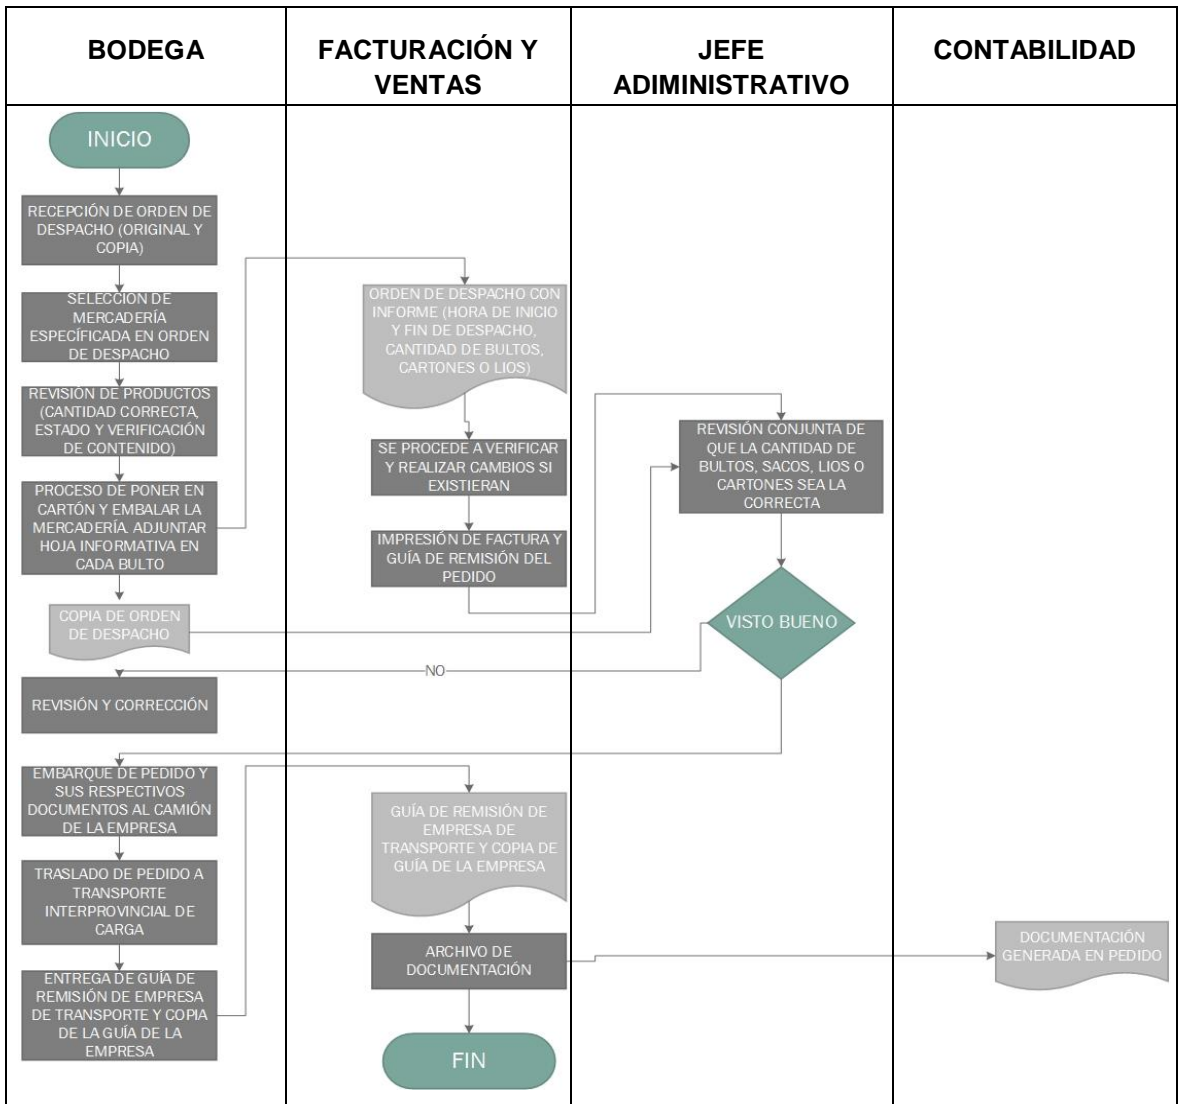 BODEGA
FACTURACIÓN Y
VENTAS
JEFE
ADIMINISTRATIVO
CONTABILIDAD
INICIO
RECEPCIÓN DE ORDEN DE
DESPACHO (ORIGINAL Y
COPIA)
SELECCIÓN DE
MERCADERÍA
ESPECÍFICADA EN ORDEN
DE DESPACHO
REVISIÓN DE PRODUCTOS
(CANTIDAD CORRECTA,
ESTADO Y VERIFICACIÓN
DE CONTENIDO)
PROCESO DE PONER EN
CARTÓN Y EMBALAR LA
MERCADERÍA. ADJUNTAR
HOJA INFORMATIVA EN
CADA BULTO
COPIA DE ORDEN
DE DESPACHO
REVISIÓN Y CORRECCIÓN
EMBARQUE DE PEDIDO Y
SUS RESPECTIVOS
DOCUMENTOS AL CAMIÓN
DE LA EMPRESA
TRASLADO DE PEDIDO A
TRANSPORTE
INTERPROVINCIAL DE
CARGA
ENTREGA DE GUÍA DE
REMISIÓN DE EMPRESA
DE TRANSPORTE Y COPIA
DE LA GUÍA DE LA
EMPRESA
ORDEN DE DESPACHO CON
INFORME (HORA DE INICIO
Y FIN DE DESPACHO,
CANTIDAD DE BULTOS,
CARTONES O LIOS)
SE PROCEDE A VERIFICAR
Y REALIZAR CAMBIOS SI
EXISTIERAN
IMPRESIÓN DE FACTURA Y
GUÍA DE REMISIÓN DEL
PEDIDO
NO
GUÍA DE REMISIÓN DE
EMPRESA DE
TRANSPORTE Y COPIA DE
GUÍA DE LA EMPRESA
ARCHIVO DE
DOCUMENTACIÓN
FIN
REVISIÓN CONJUNTA DE
QUE LA CANTIDAD DE
BULTOS, SACOS, LIOS O
CARTONES SEA LA
CORRECTA
VISTO BUENO
DOCUMENTACIÓN
GENERADA EN PEDIDO